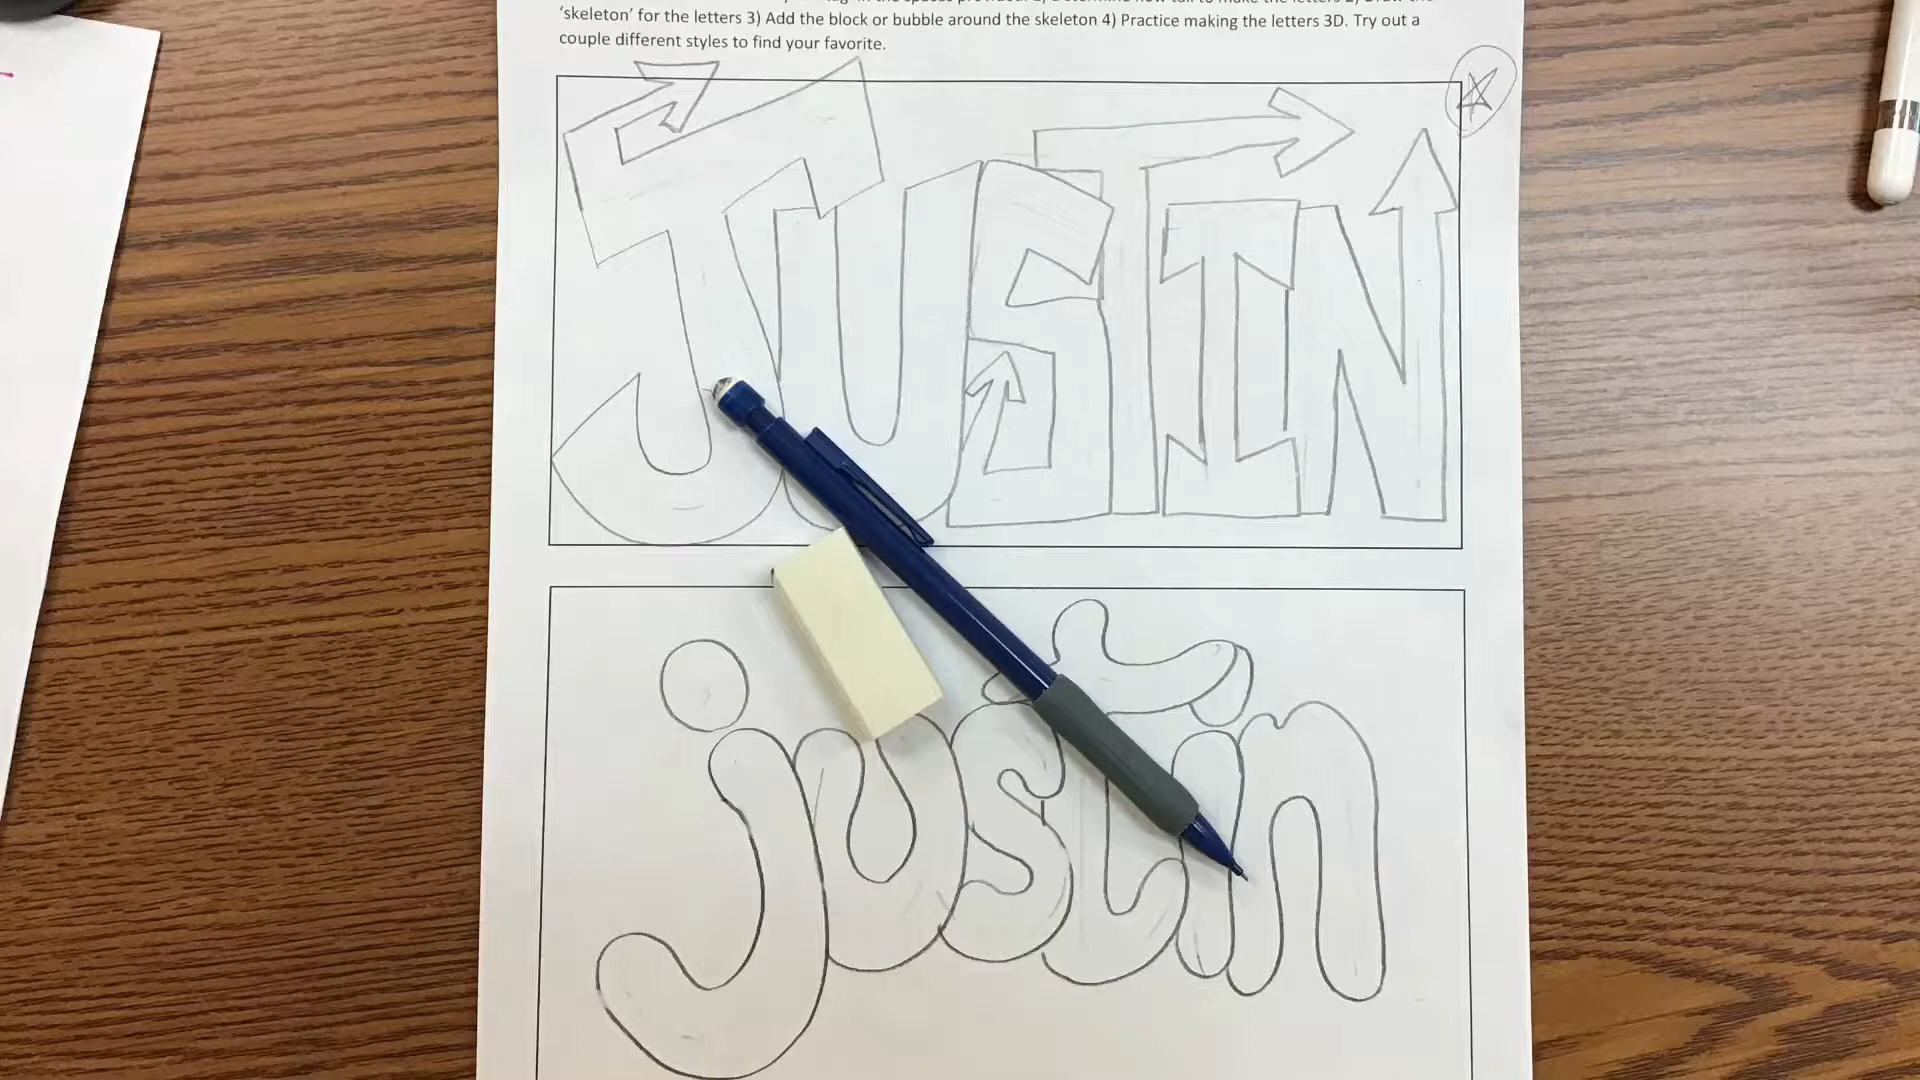 'skeleton' for the letters 3) Add the block or bubble around the skeleton 4) Practice making the letters 3D. Try out a
couple different styles to find your favorite.
JUSTIN
justin